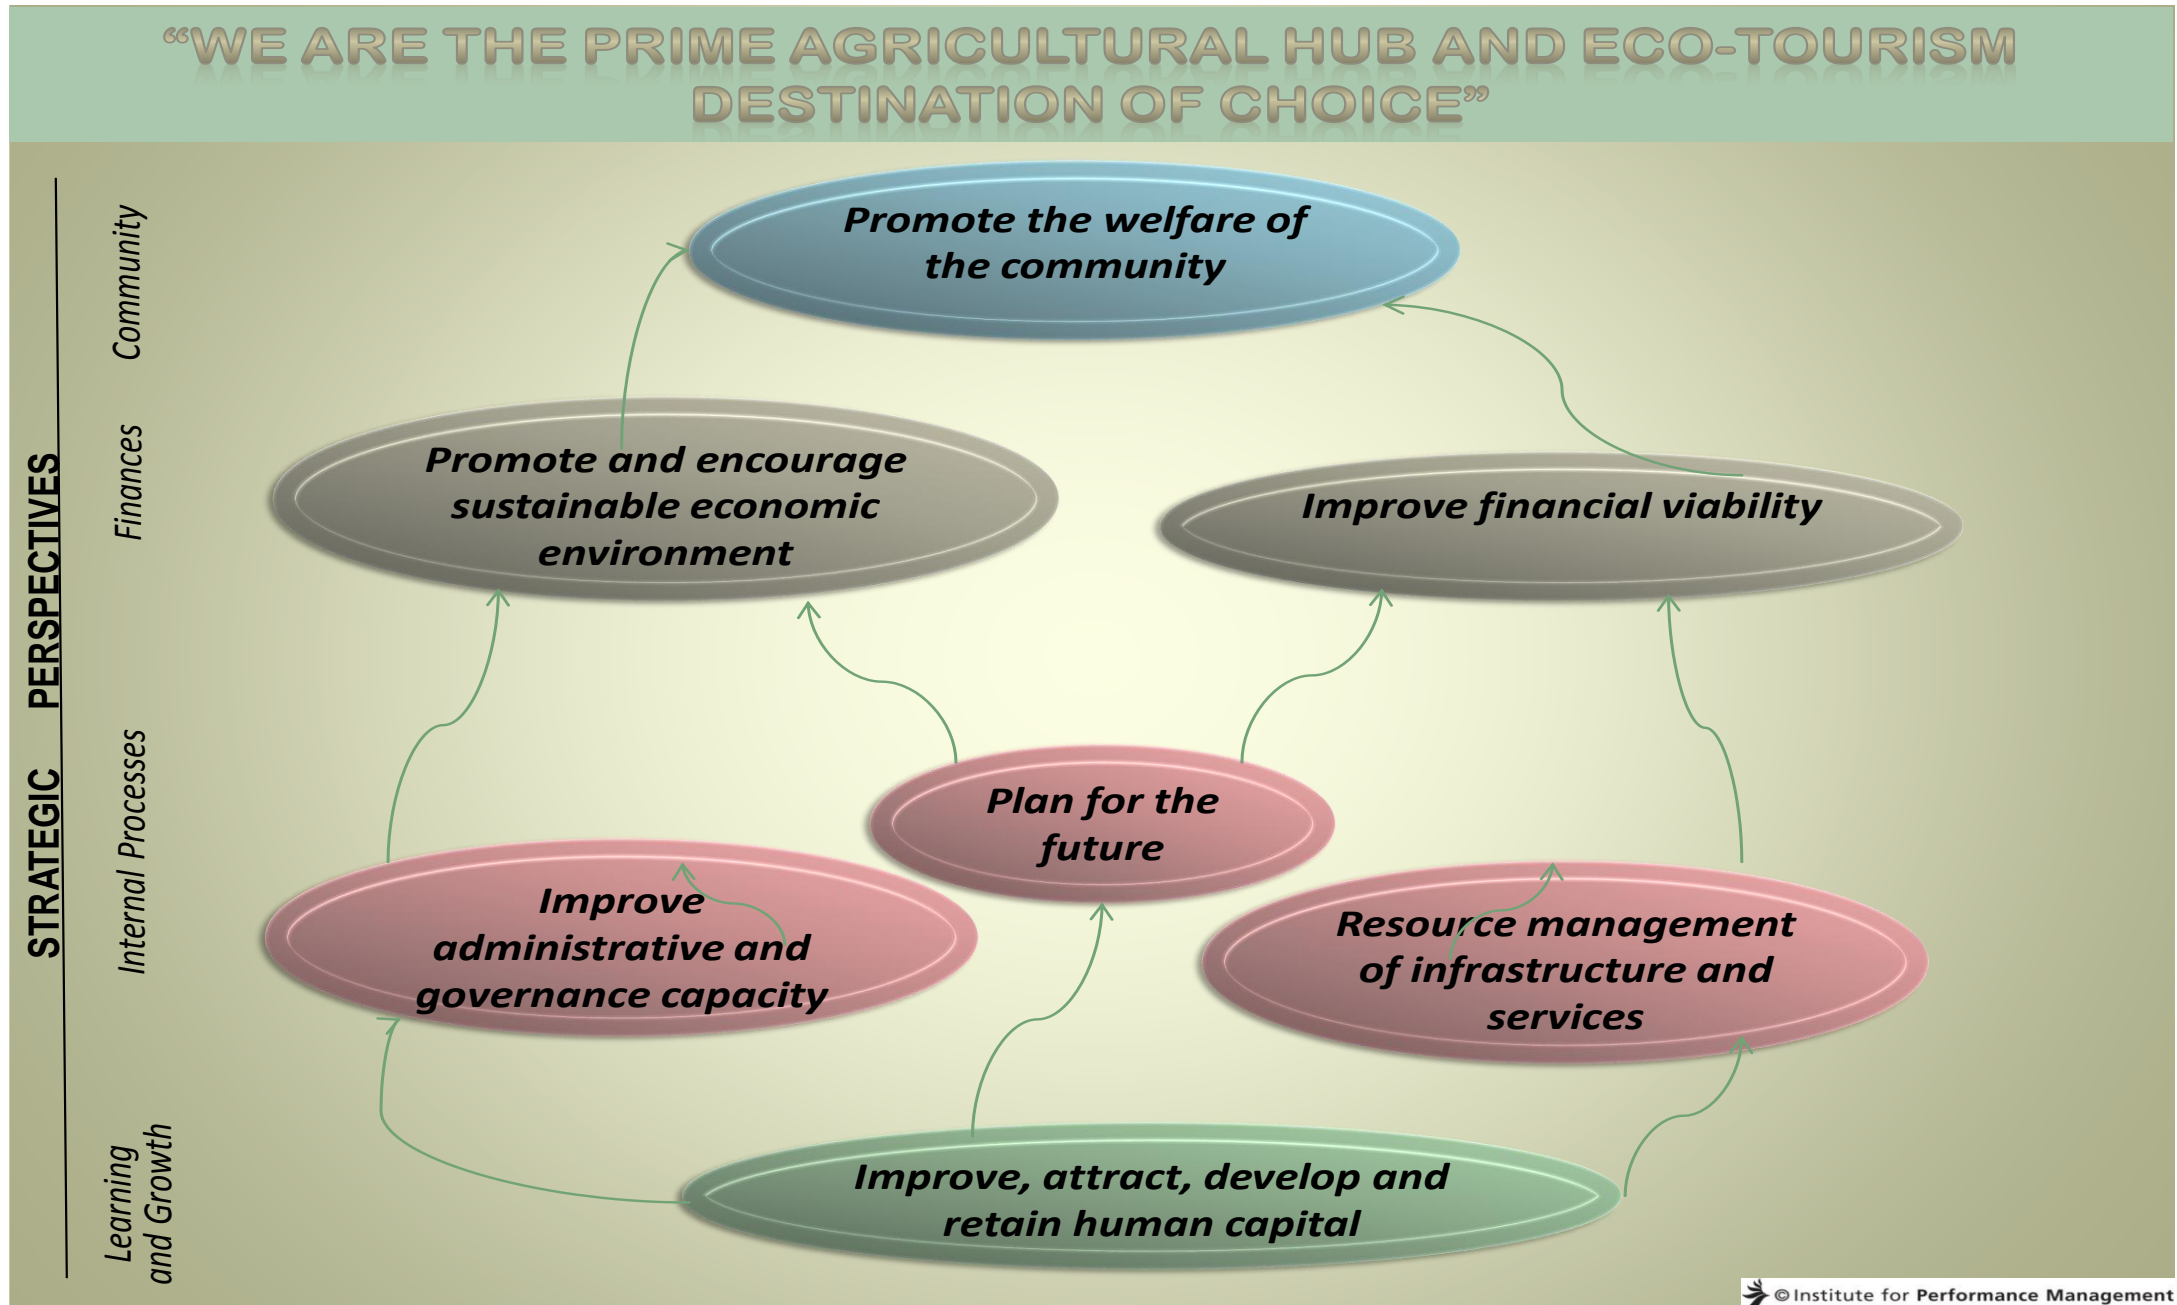 “WE ARE THE PRIME AGRICULTURAL HUB AND ECO-TOURISM
DESTINATION OF CHOICE”
STRATEGIC PERSPECTIVES
Community
Promote the welfare of
the community
Finances
Promote and encourage
sustainable economic
environment
Improve financial viability
Internal Processes
Plan for the
future
Improve
administrative and
governance capacity
Resource management
of infrastructure and
services
Learning
and Growth
Improve, attract, develop and
retain human capital
© Institute for Performance Management